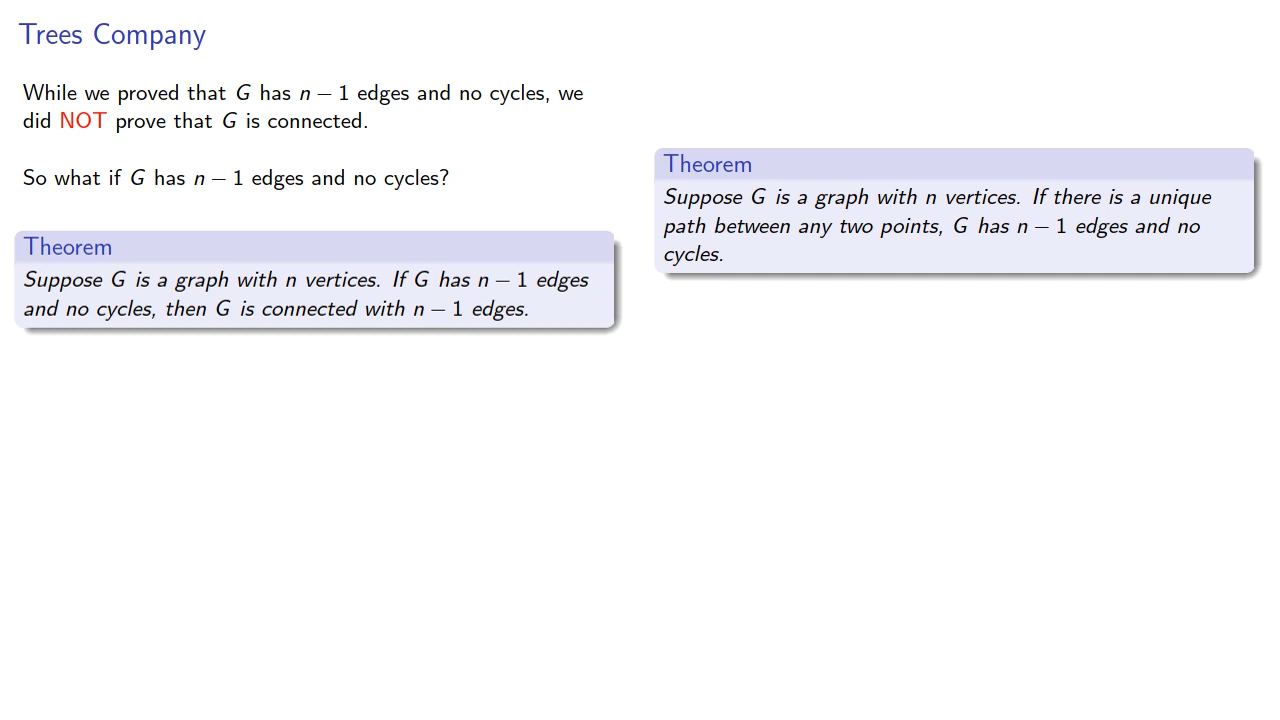 Trees Company
While we proved that G has n − 1 edges and no cycles, we
did NOT prove that G is connected.
So what if G has n − 1 edges and no cycles?
Theorem
Suppose G is a graph with n vertices. If G has n − 1 edges
and no cycles, then G is connected with n − 1 edges.
Theorem
Suppose G is a graph with n vertices. If there is a unique
path between any two points, G has n − 1 edges and no
cycles.